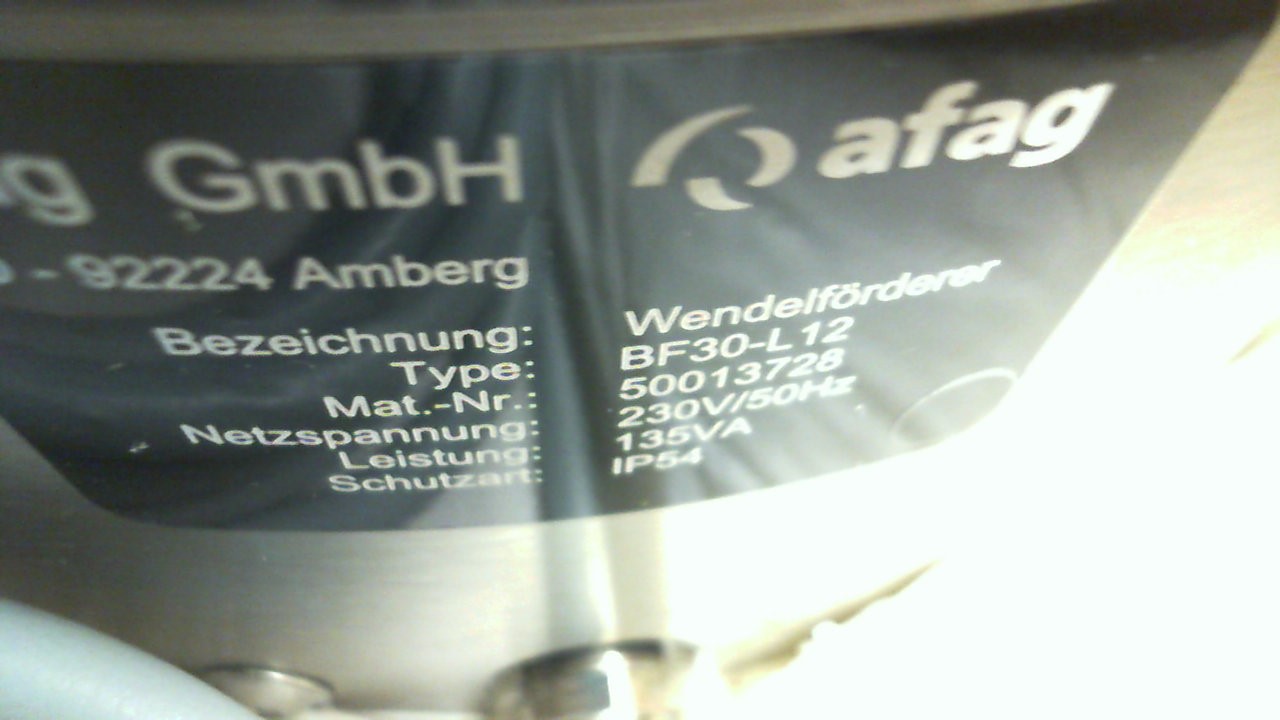 afag
GmbH
- 92224 Amberg
Bezeichnung: Wendelförderer
Type: BF30-L12
Mat.-Nr.: 50013728
Netzspannung: 230V/50Hz
Leistung: 135VA
Schutzart: IP54